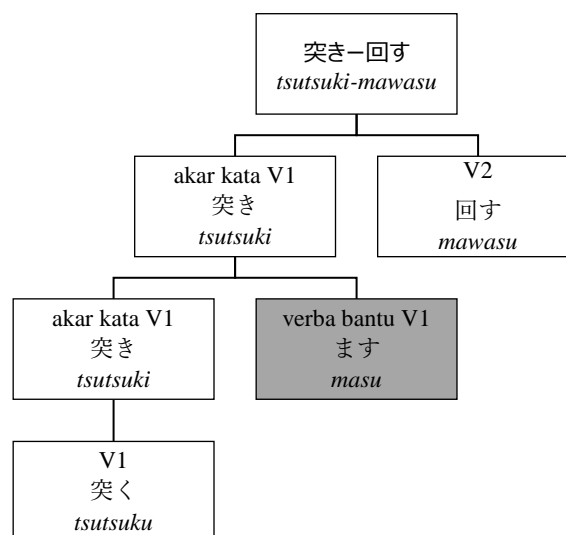 突き–回す
tsutsuki-mawasu
akar kata V1
突き
tsutsuki
V2
回す
mawasu
akar kata V1
突き
tsutsuki
verba bantu V1
ます
masu
V1
突く
tsutsuku